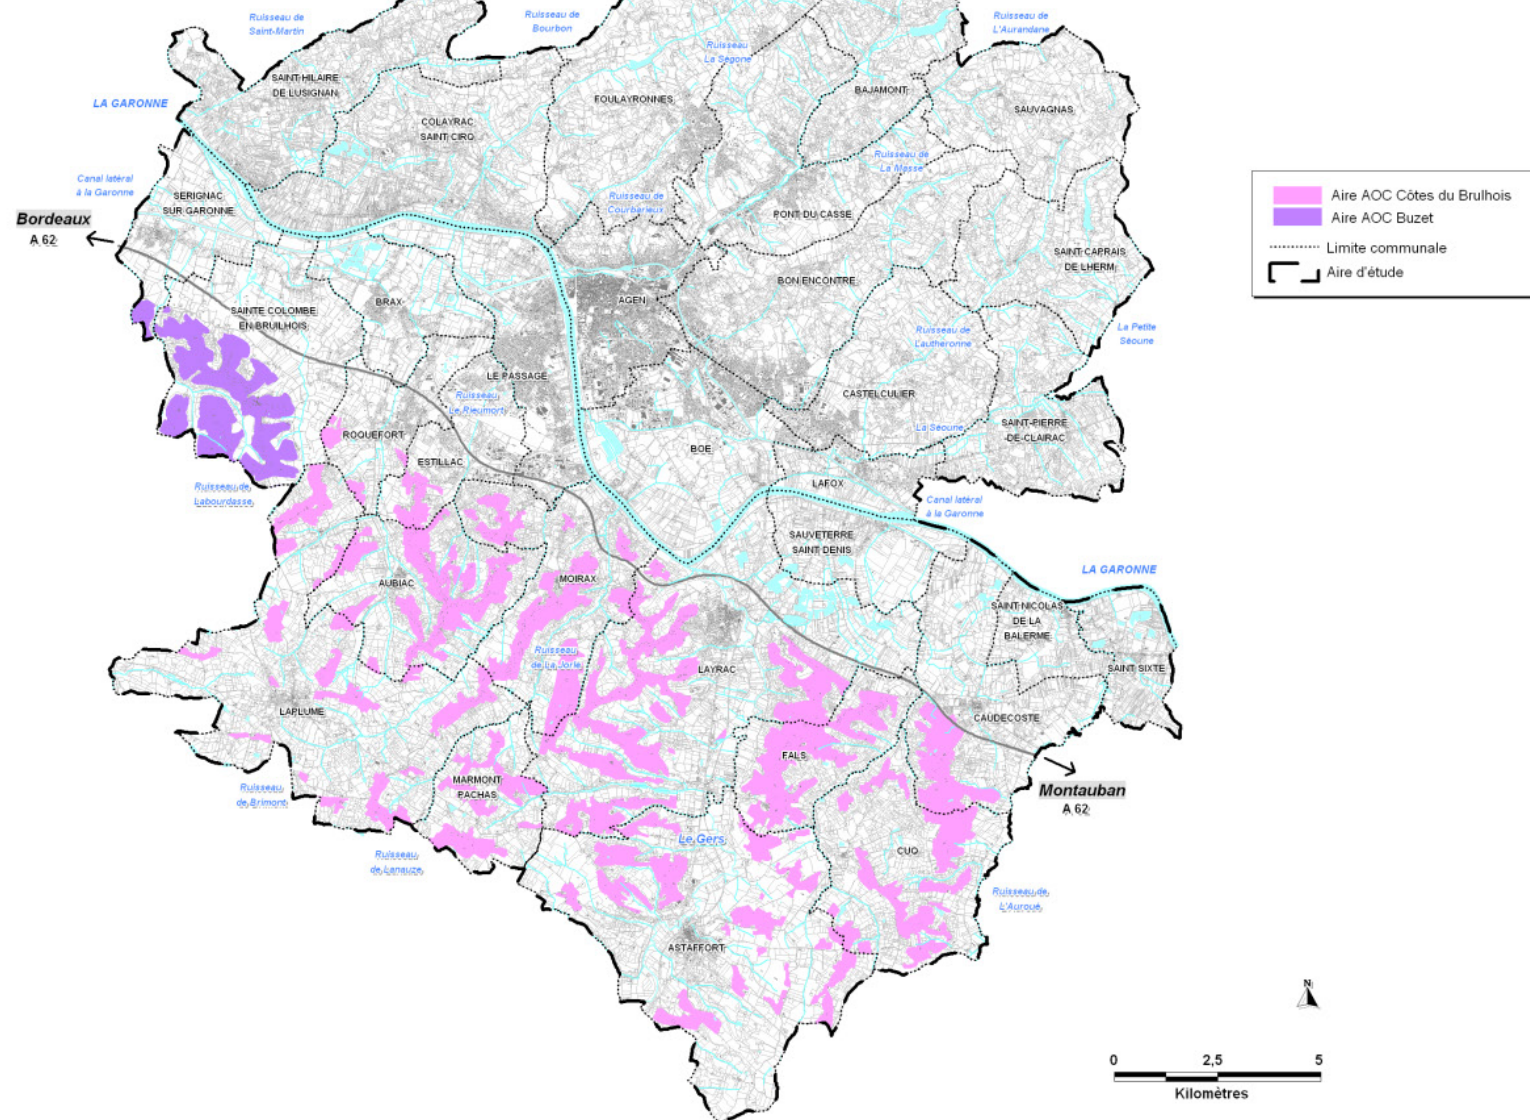 Ruisseau de
Saint-Martin
Ruisseau de
Bourbon
Ruisseau de
L'Aurandane
Ruisseau
La Ségone
SAINT HILAIRE
DE LUSIGNAN
LA GARONNE
COLAYRAC
SAINT CIRQ
FOULAYRONNES
BAJAMONT
SAUVAGNAS
Canal latéral
à la Garonne
SERIGNAC
SUR GARONNE
Ruisseau de
La Masse
Ruisseau de
Courberieux
PONT DU CASSE
Bordeaux
A 62
SAINT CAPRAIS
DE LHERM
BON ENCONTRE
AGEN
BRAX
SAINTE COLOMBE
EN BRUILHOIS
Ruisseau de
Lautheronne
La Petite
Séoune
LE PASSAGE
Ruisseau
Le Rieumort
CASTELCULIER
La Séoune
SAINT-PIERRE
-DE-CLAIRAC
ROQUEFORT
ESTILLAC
BOE
LAFOX
Ruisseau de
Labourdasse
Canal latéral
à la Garonne
SAUVETERRE
SAINT DENIS
LA GARONNE
AUBIAC
MOIRAX
SAINT NICOLAS
DE LA
BALERME
Ruisseau
de La Jorle
LAYRAC
SAINT SIXTE
LAPLUME
CAUDECOSTE
FALS
MARMONT
PACHAS
Ruisseau
de Brimont
Montauban
A 62
Le Gers
CUQ
Ruisseau
de Lanauze
Ruisseau de
L'Auroue
ASTAFFORT
Aire AOC Côtes du Brulhois
Aire AOC Buzet
Limite communale
Aire d'étude
N
0 2,5 5
Kilomètres